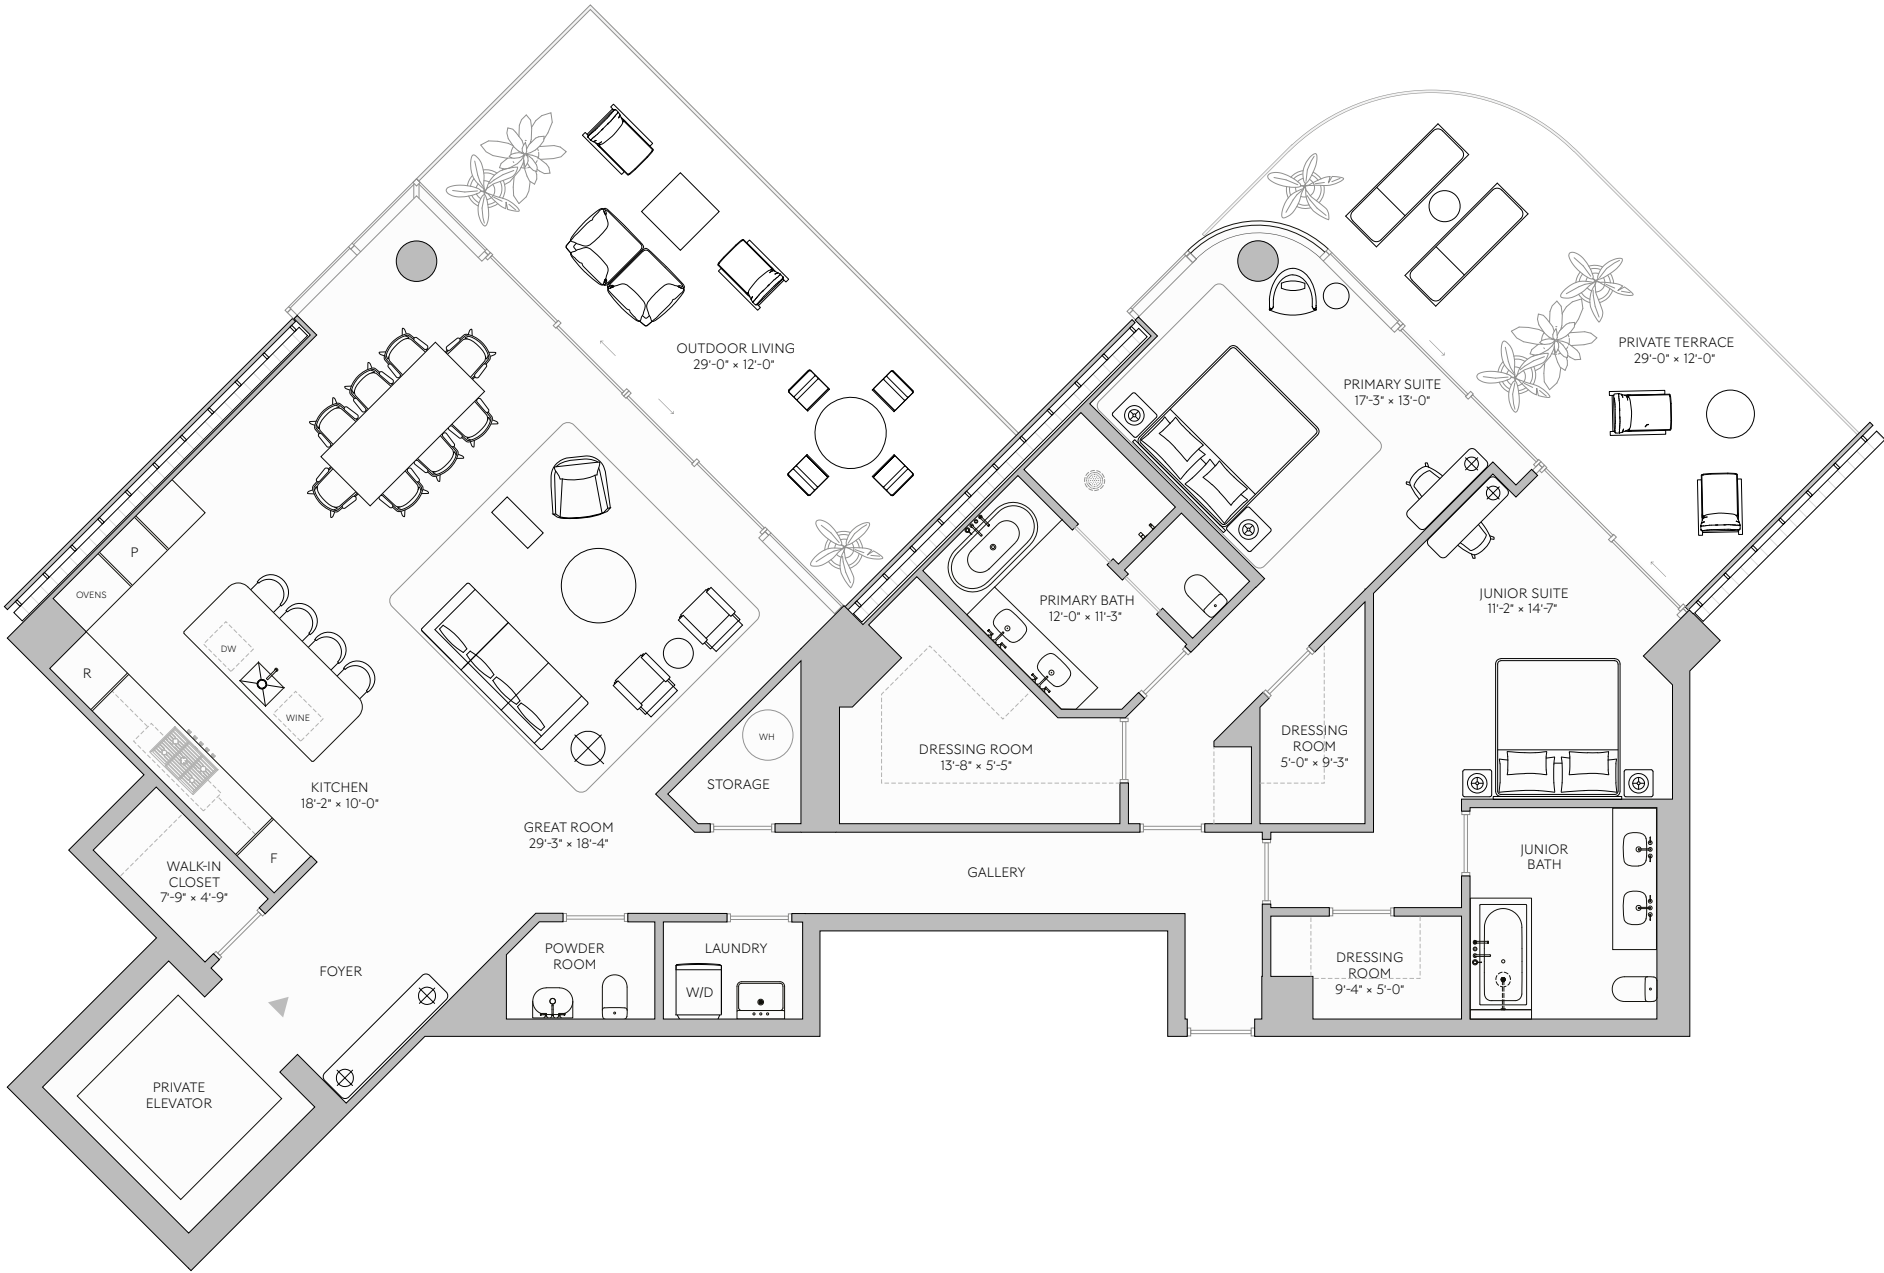 OUTDOOR LIVING
29'-0" × 12'-0"
PRIVATE TERRACE
29'-0" × 12'-0"
PRIMARY SUITE
17'-3" × 13'-0"
P
OVENS
DW
R
WINE
PRIMARY BATH
12'-0" × 11'-3"
JUNIOR SUITE
11'-2" × 14'-7"
WH
STORAGE
DRESSING ROOM
13'-8" × 5'-5"
DRESSING
ROOM
5'-0" × 9'-3"
KITCHEN
18'-2" × 10'-0"
GREAT ROOM
29'-3" × 18'-4"
F
WALK-IN
CLOSET
7'-9" × 4'-9"
GALLERY
JUNIOR
BATH
FOYER
POWDER
ROOM
LAUNDRY
W/D
DRESSING
ROOM
9'-4" × 5'-0"
PRIVATE
ELEVATOR